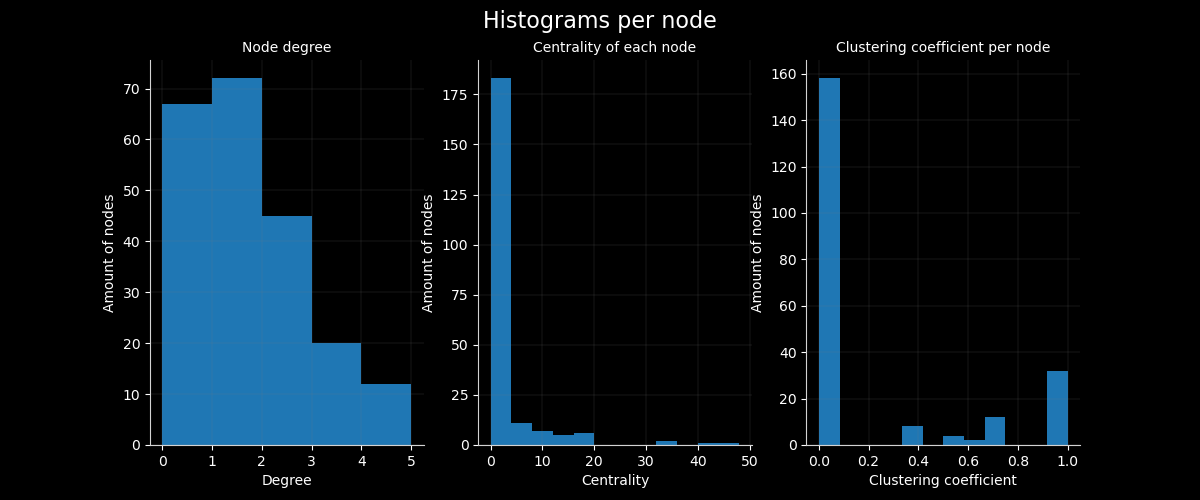 Histograms per node
Node degree
Amount of nodes
70
60
50
40
30
20
10
0
0 1 2 3 4 5
Degree
Centrality of each node
Amount of nodes
175
150
125
100
75
50
25
0
0 10 20 30 40 50
Centrality
Clustering coefficient per node
Amount of nodes
160
140
120
100
80
60
40
20
0
0.0 0.2 0.4 0.6 0.8 1.0
Clustering coefficient